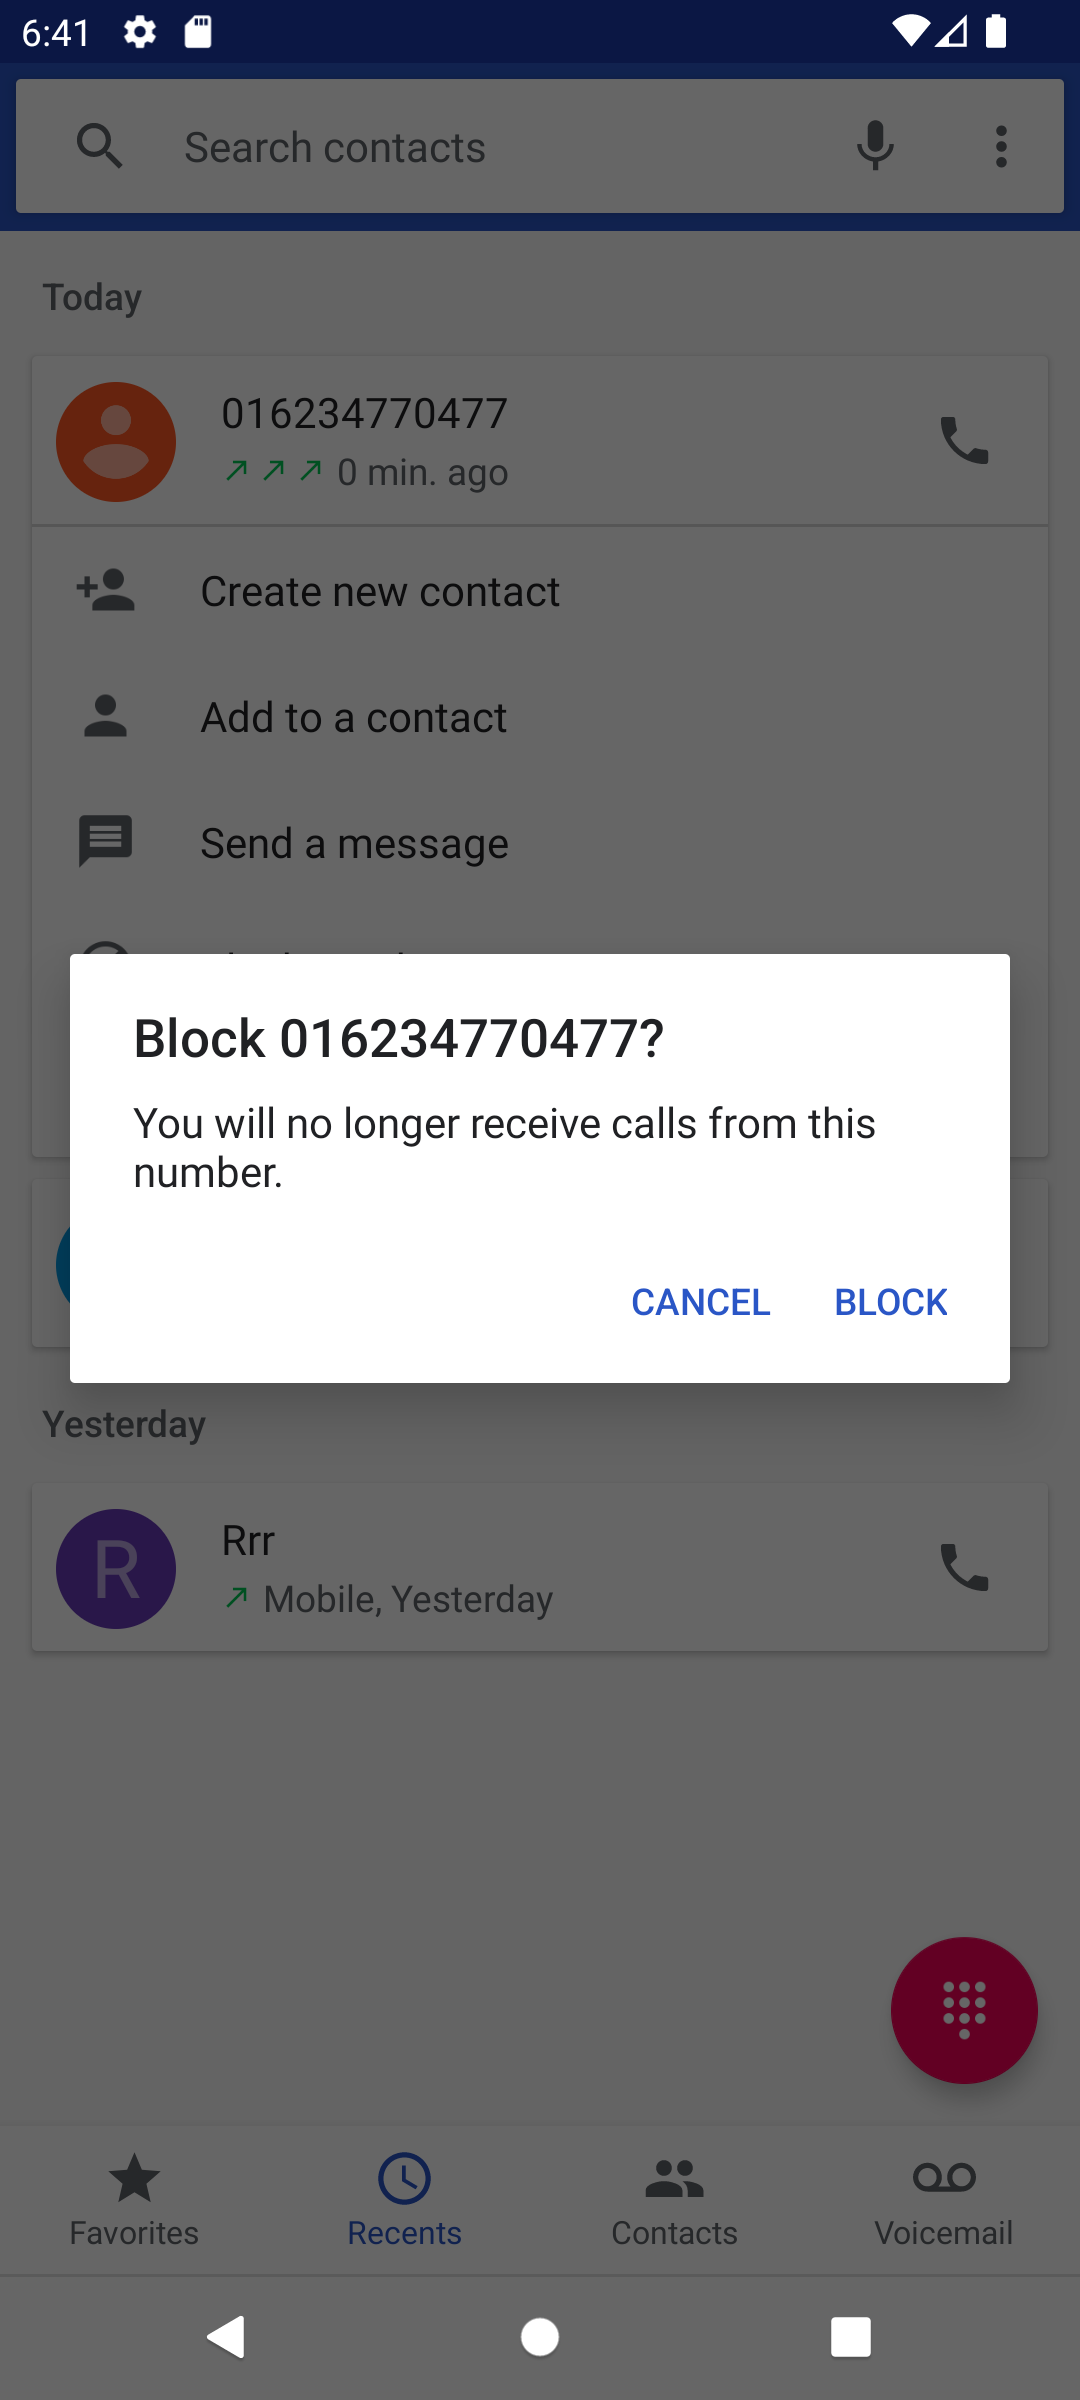 6:41
Search contacts
Today
016234770477
0 min. ago
Create new contact
Add to a contact
Send a message
Block 016234770477?
You will no longer receive calls from this
number.
CANCEL BLOCK
Yesterday
R
Rrr
Mobile, Yesterday
Favorites Recents Contacts Voicemail